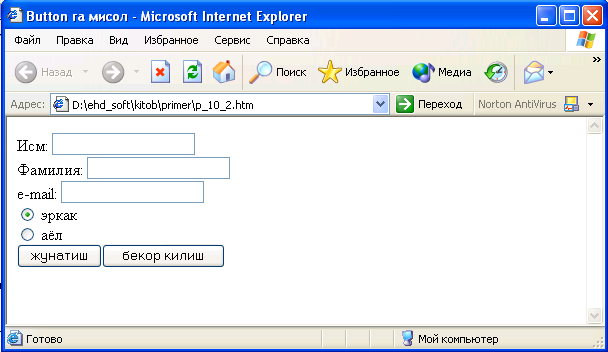 Button га мисол - Microsoft Internet Explorer
Файл Правка Вид Избранное Сервис Справка
Назад Поиск Избранное Медиа
Адрес: D:\ehd_soft\kitob\primer\p_10_2.htm Переход Norton AntiVirus
Исм:
Фамилия:
e-mail:
эркак
аёл
жунатиш бекор килиш
Готово Мой компьютер